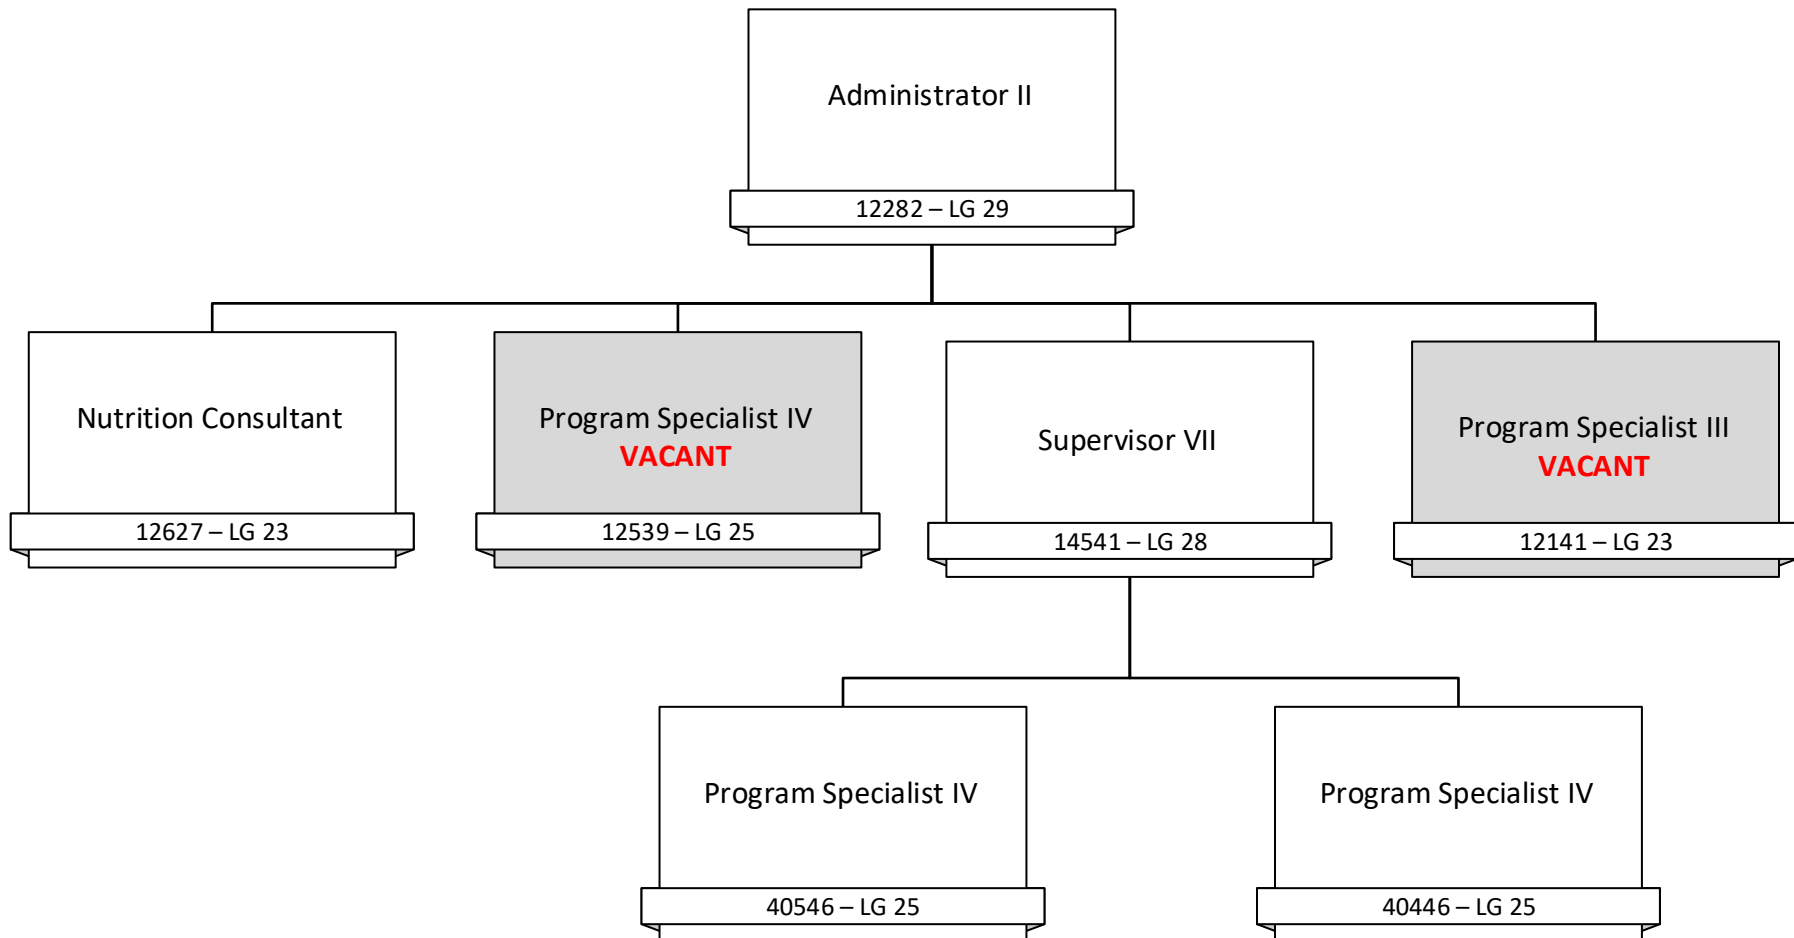 Administrator II
12282 – LG 29
Nutrition Consultant
12627 – LG 23
Program Specialist IV
VACANT
12539 – LG 25
Supervisor VII
14541 – LG 28
Program Specialist III
VACANT
12141 – LG 23
Program Specialist IV
40546 – LG 25
Program Specialist IV
40446 – LG 25